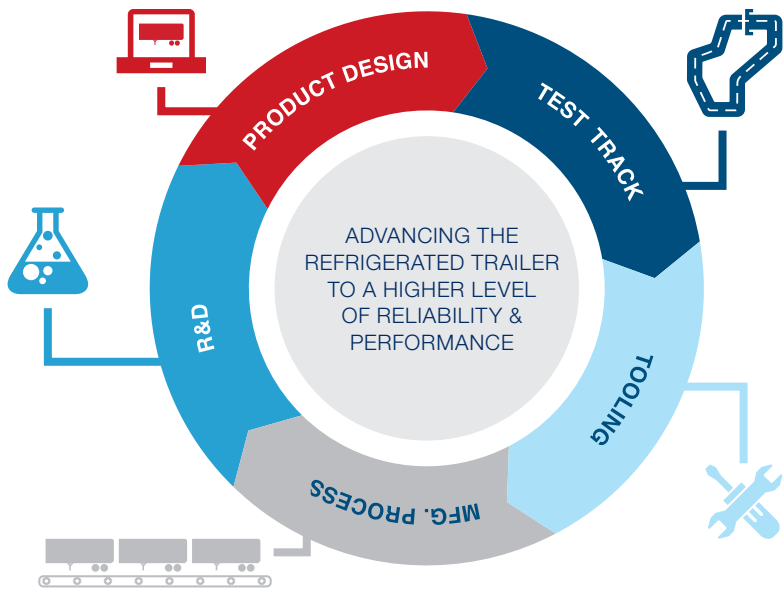 PRODUCT DESIGN
TEST TRACK
TOOLING
MFG. PROCESS
R&D
ADVANCING THE
REFRIGERATED TRAILER
TO A HIGHER LEVEL
OF RELIABILITY &
PERFORMANCE